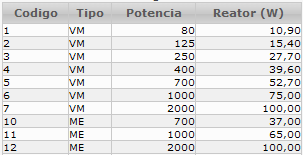 Codigo Tipo Potencia Reator (W)
1 VM 80 10,90
2 VM 125 15,40
3 VM 250 27,70
4 VM 400 39,60
5 VM 700 52,70
6 VM 1000 75,00
7 VM 2000 100,00
10 ME 700 37,00
11 ME 1000 65,00
12 ME 2000 100,00